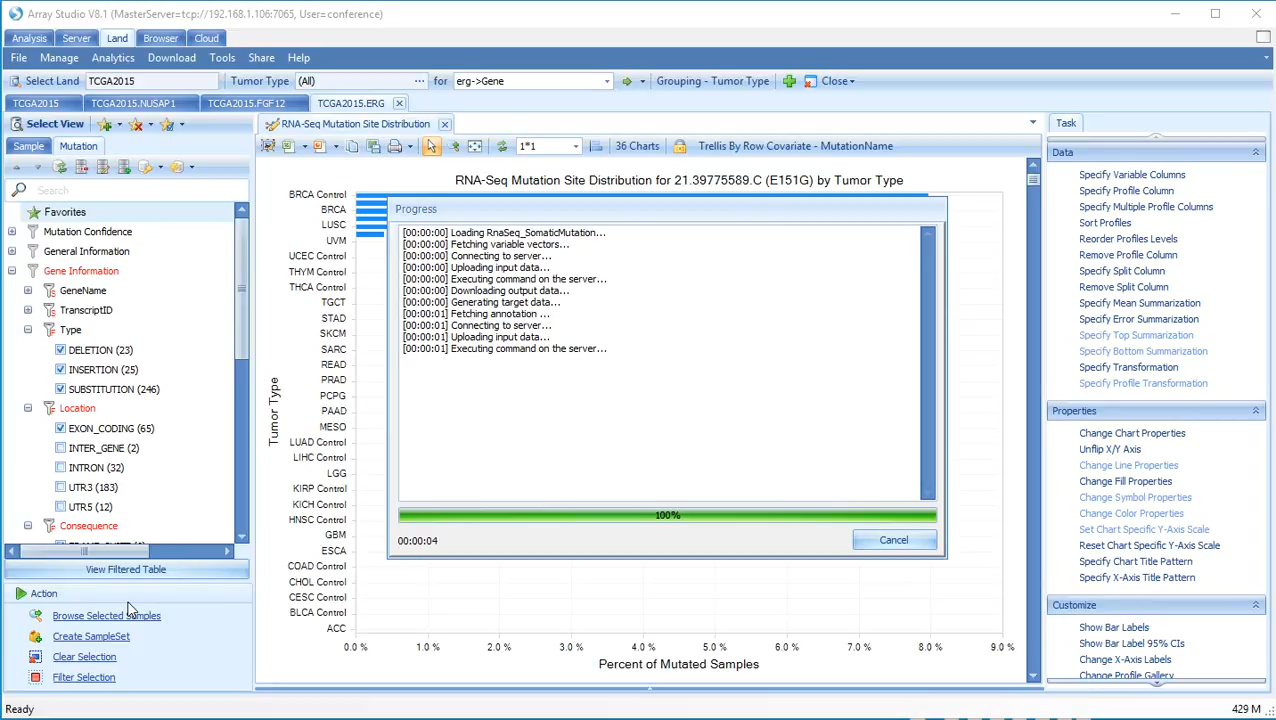 Array Studio V8.1 (MasterServer=tcp://192.168.1.106:7065, User=conference)
Analysis Server Land Browser Cloud
File Manage Analytics Download Tools Share Help
Select Land TCGA2015 Tumor Type (All) ... for erg->Gene Grouping - Tumor Type Close
TCGA2015 TCGA2015.NUSAP1 TCGA2015.FGF12 TCGA2015.ERG
Select View
Sample Mutation
Search
Favorites
Mutation Confidence
General Information
Gene Information
GeneName
TranscriptID
Type
DELETION (23)
INSERTION (25)
SUBSTITUTION (246)
Location
EXON_CODING (65)
INTER_GENE (2)
INTRON (32)
UTR3 (183)
UTR5 (12)
Consequence
View Filtered Table
Action
Browse Selected Samples
Create SampleSet
Clear Selection
Filter Selection
RNA-Seq Mutation Site Distribution
1*1 36 Charts Trellis By Row Covariate - MutationName
RNA-Seq Mutation Site Distribution for 21.39775589.C (E151G) by Tumor Type
Tumor Type
BRCA Control
BRCA
LUSC
UVM
UCEC Control
THYM Control
THCA Control
TGCT
STAD
SKCM
SARC
READ
PRAD
PCPG
PAAD
MESO
LUAD Control
LIHC Control
LGG
KIRP Control
KICH Control
HNSC Control
GBM
ESCA
COAD Control
CHOL Control
CESC Control
BLCA Control
ACC
0.0 % 1.0 % 2.0 % 3.0 % 4.0 % 5.0 % 6.0 % 7.0 % 8.0 % 9.0 %
Percent of Mutated Samples
Progress
[00:00:00] Loading RnaSeq_SomaticMutation...
[00:00:00] Fetching variable vectors...
[00:00:00] Connecting to server...
[00:00:00] Uploading input data...
[00:00:00] Executing command on the server...
[00:00:00] Downloading output data...
[00:00:00] Generating target data...
[00:00:01] Fetching annotation ...
[00:00:01] Connecting to server...
[00:00:01] Uploading input data...
[00:00:01] Executing command on the server...
100%
00:00:04
Cancel
Task
Data
Specify Variable Columns
Specify Profile Column
Specify Multiple Profile Columns
Sort Profiles
Reorder Profiles Levels
Remove Profile Column
Specify Split Column
Remove Split Column
Specify Mean Summarization
Specify Error Summarization
Specify Top Summarization
Specify Bottom Summarization
Specify Transformation
Specify Profile Transformation
Properties
Change Chart Properties
Unflip X/Y Axis
Change Line Properties
Change Fill Properties
Change Symbol Properties
Change Color Properties
Set Chart Specific Y-Axis Scale
Reset Chart Specific Y-Axis Scale
Specify Chart Title Pattern
Specify X-Axis Title Pattern
Customize
Show Bar Labels
Show Bar Label 95% CIs
Change X-Axis Labels
Change Profile Gallery
Ready
429 M